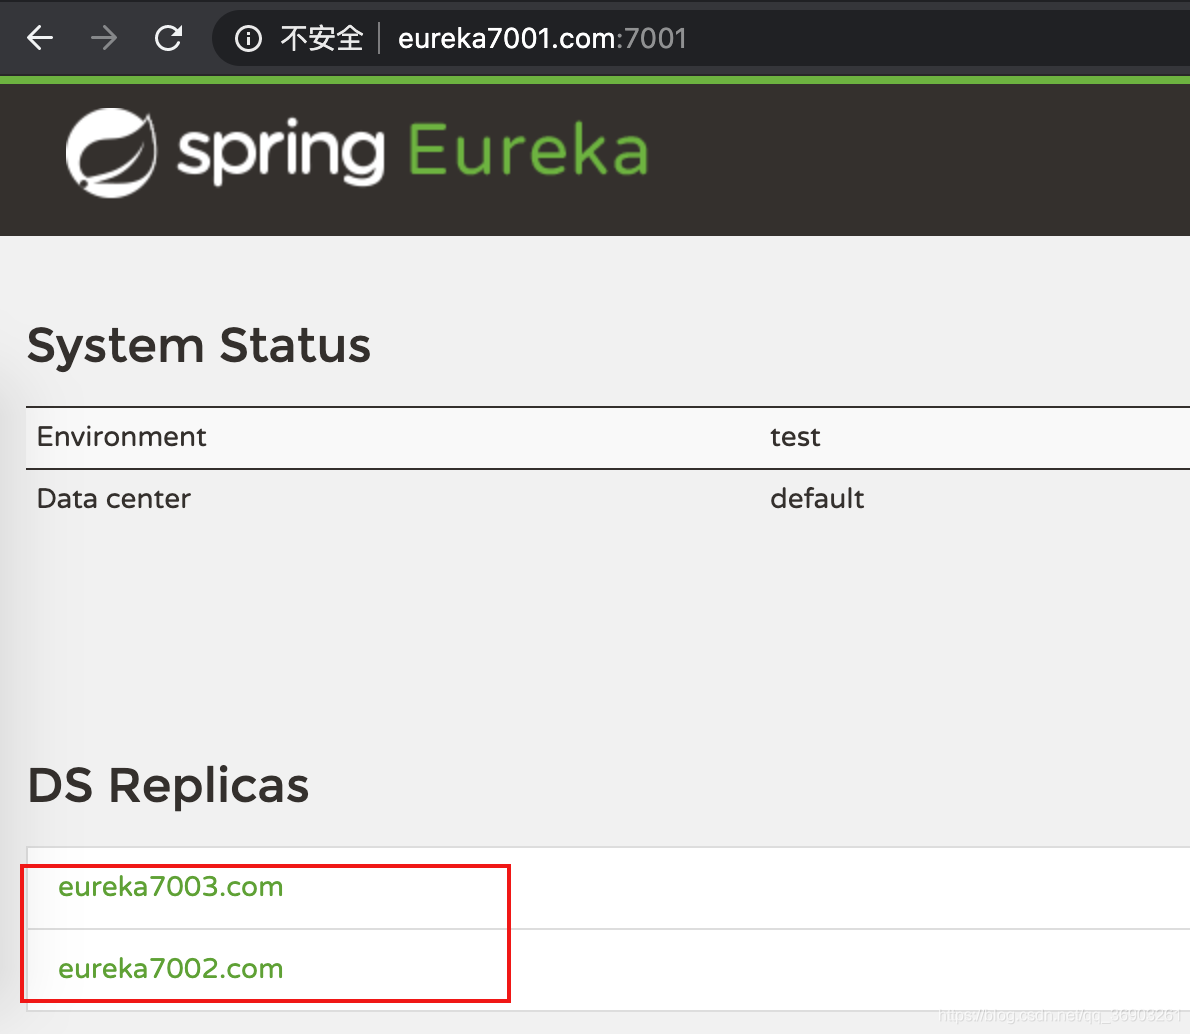 不安全 eureka7001.com:7001
spring Eureka
System Status
Environment test
Data center default
DS Replicas
eureka7003.com
eureka7002.com
https://blog.csdn.net/qq_36903261